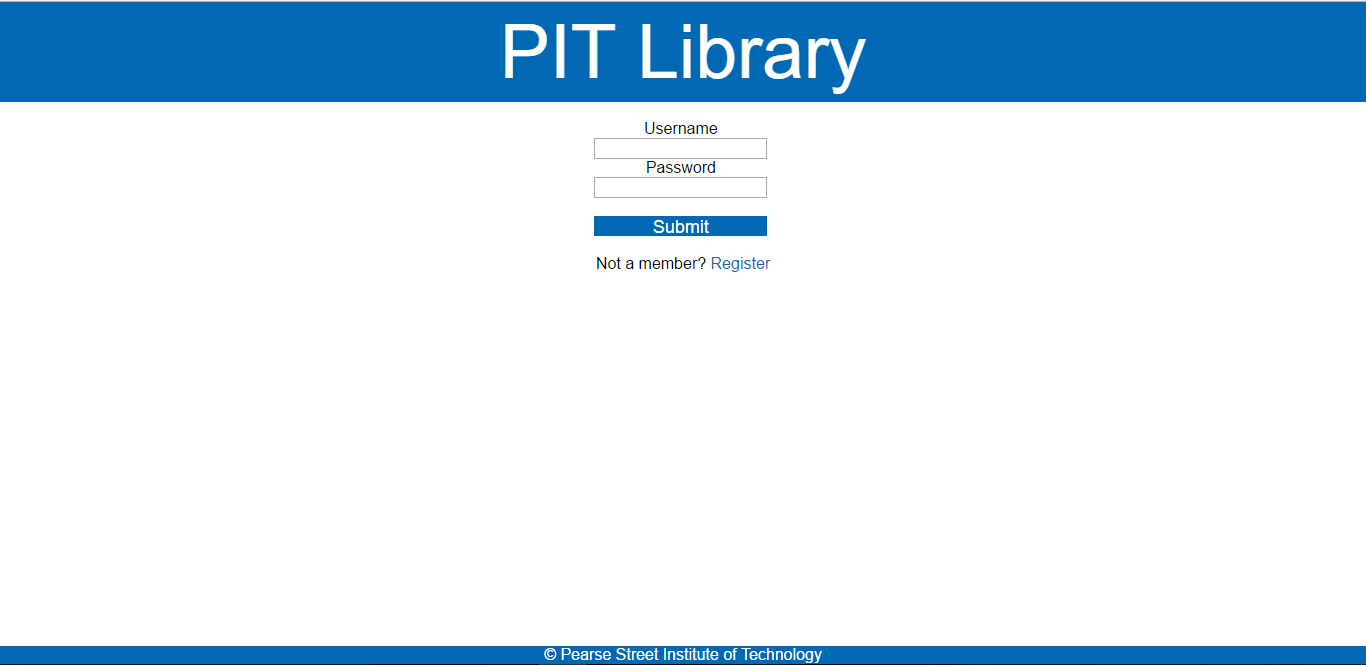 PIT Library
Username
Password
Submit
Not a member? Register
© Pearse Street Institute of Technology